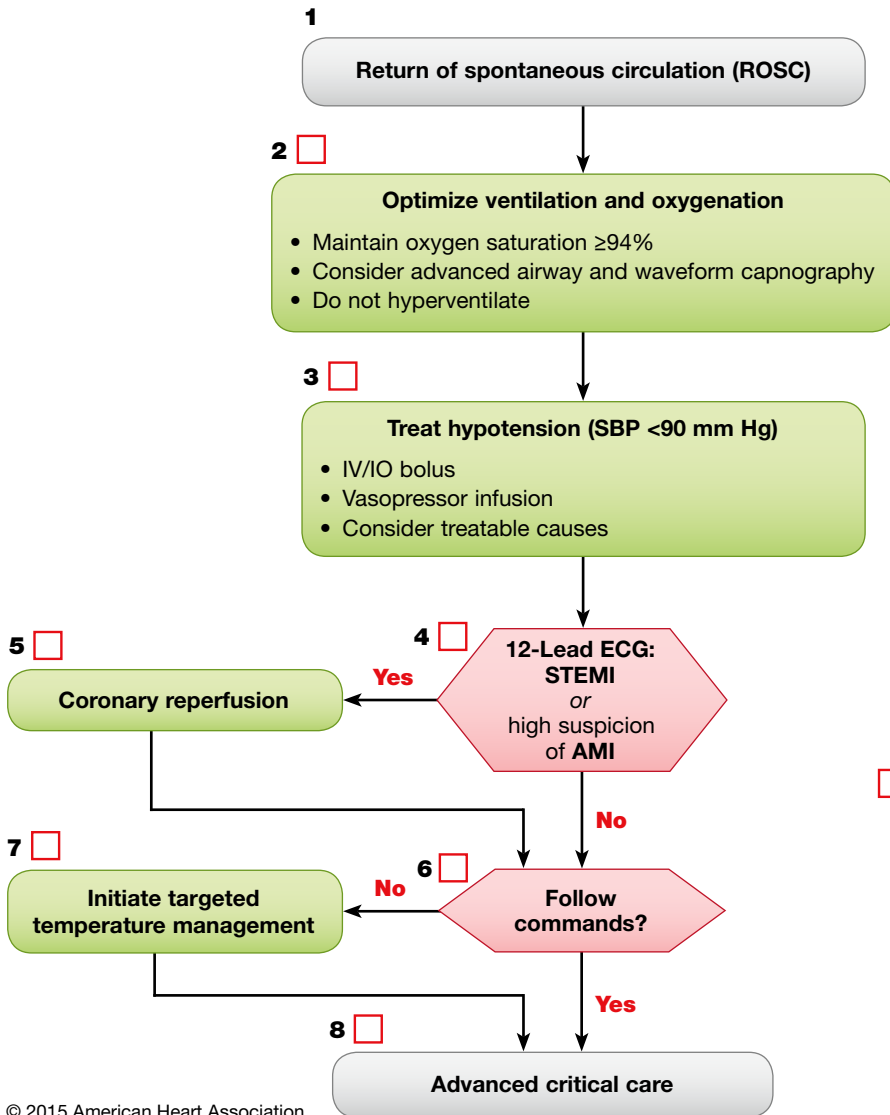 1
Return of spontaneous circulation (ROSC)
2
Optimize ventilation and oxygenation
• Maintain oxygen saturation ≥94%
• Consider advanced airway and waveform capnography
• Do not hyperventilate
3
Treat hypotension (SBP <90 mm Hg)
• IV/IO bolus
• Vasopressor infusion
• Consider treatable causes
4
12-Lead ECG:
STEMI
or
high suspicion
of AMI
Yes
5
Coronary reperfusion
No
6
Follow
commands?
No
7
Initiate targeted
temperature management
Yes
8
Advanced critical care
© 2015 American Heart Association